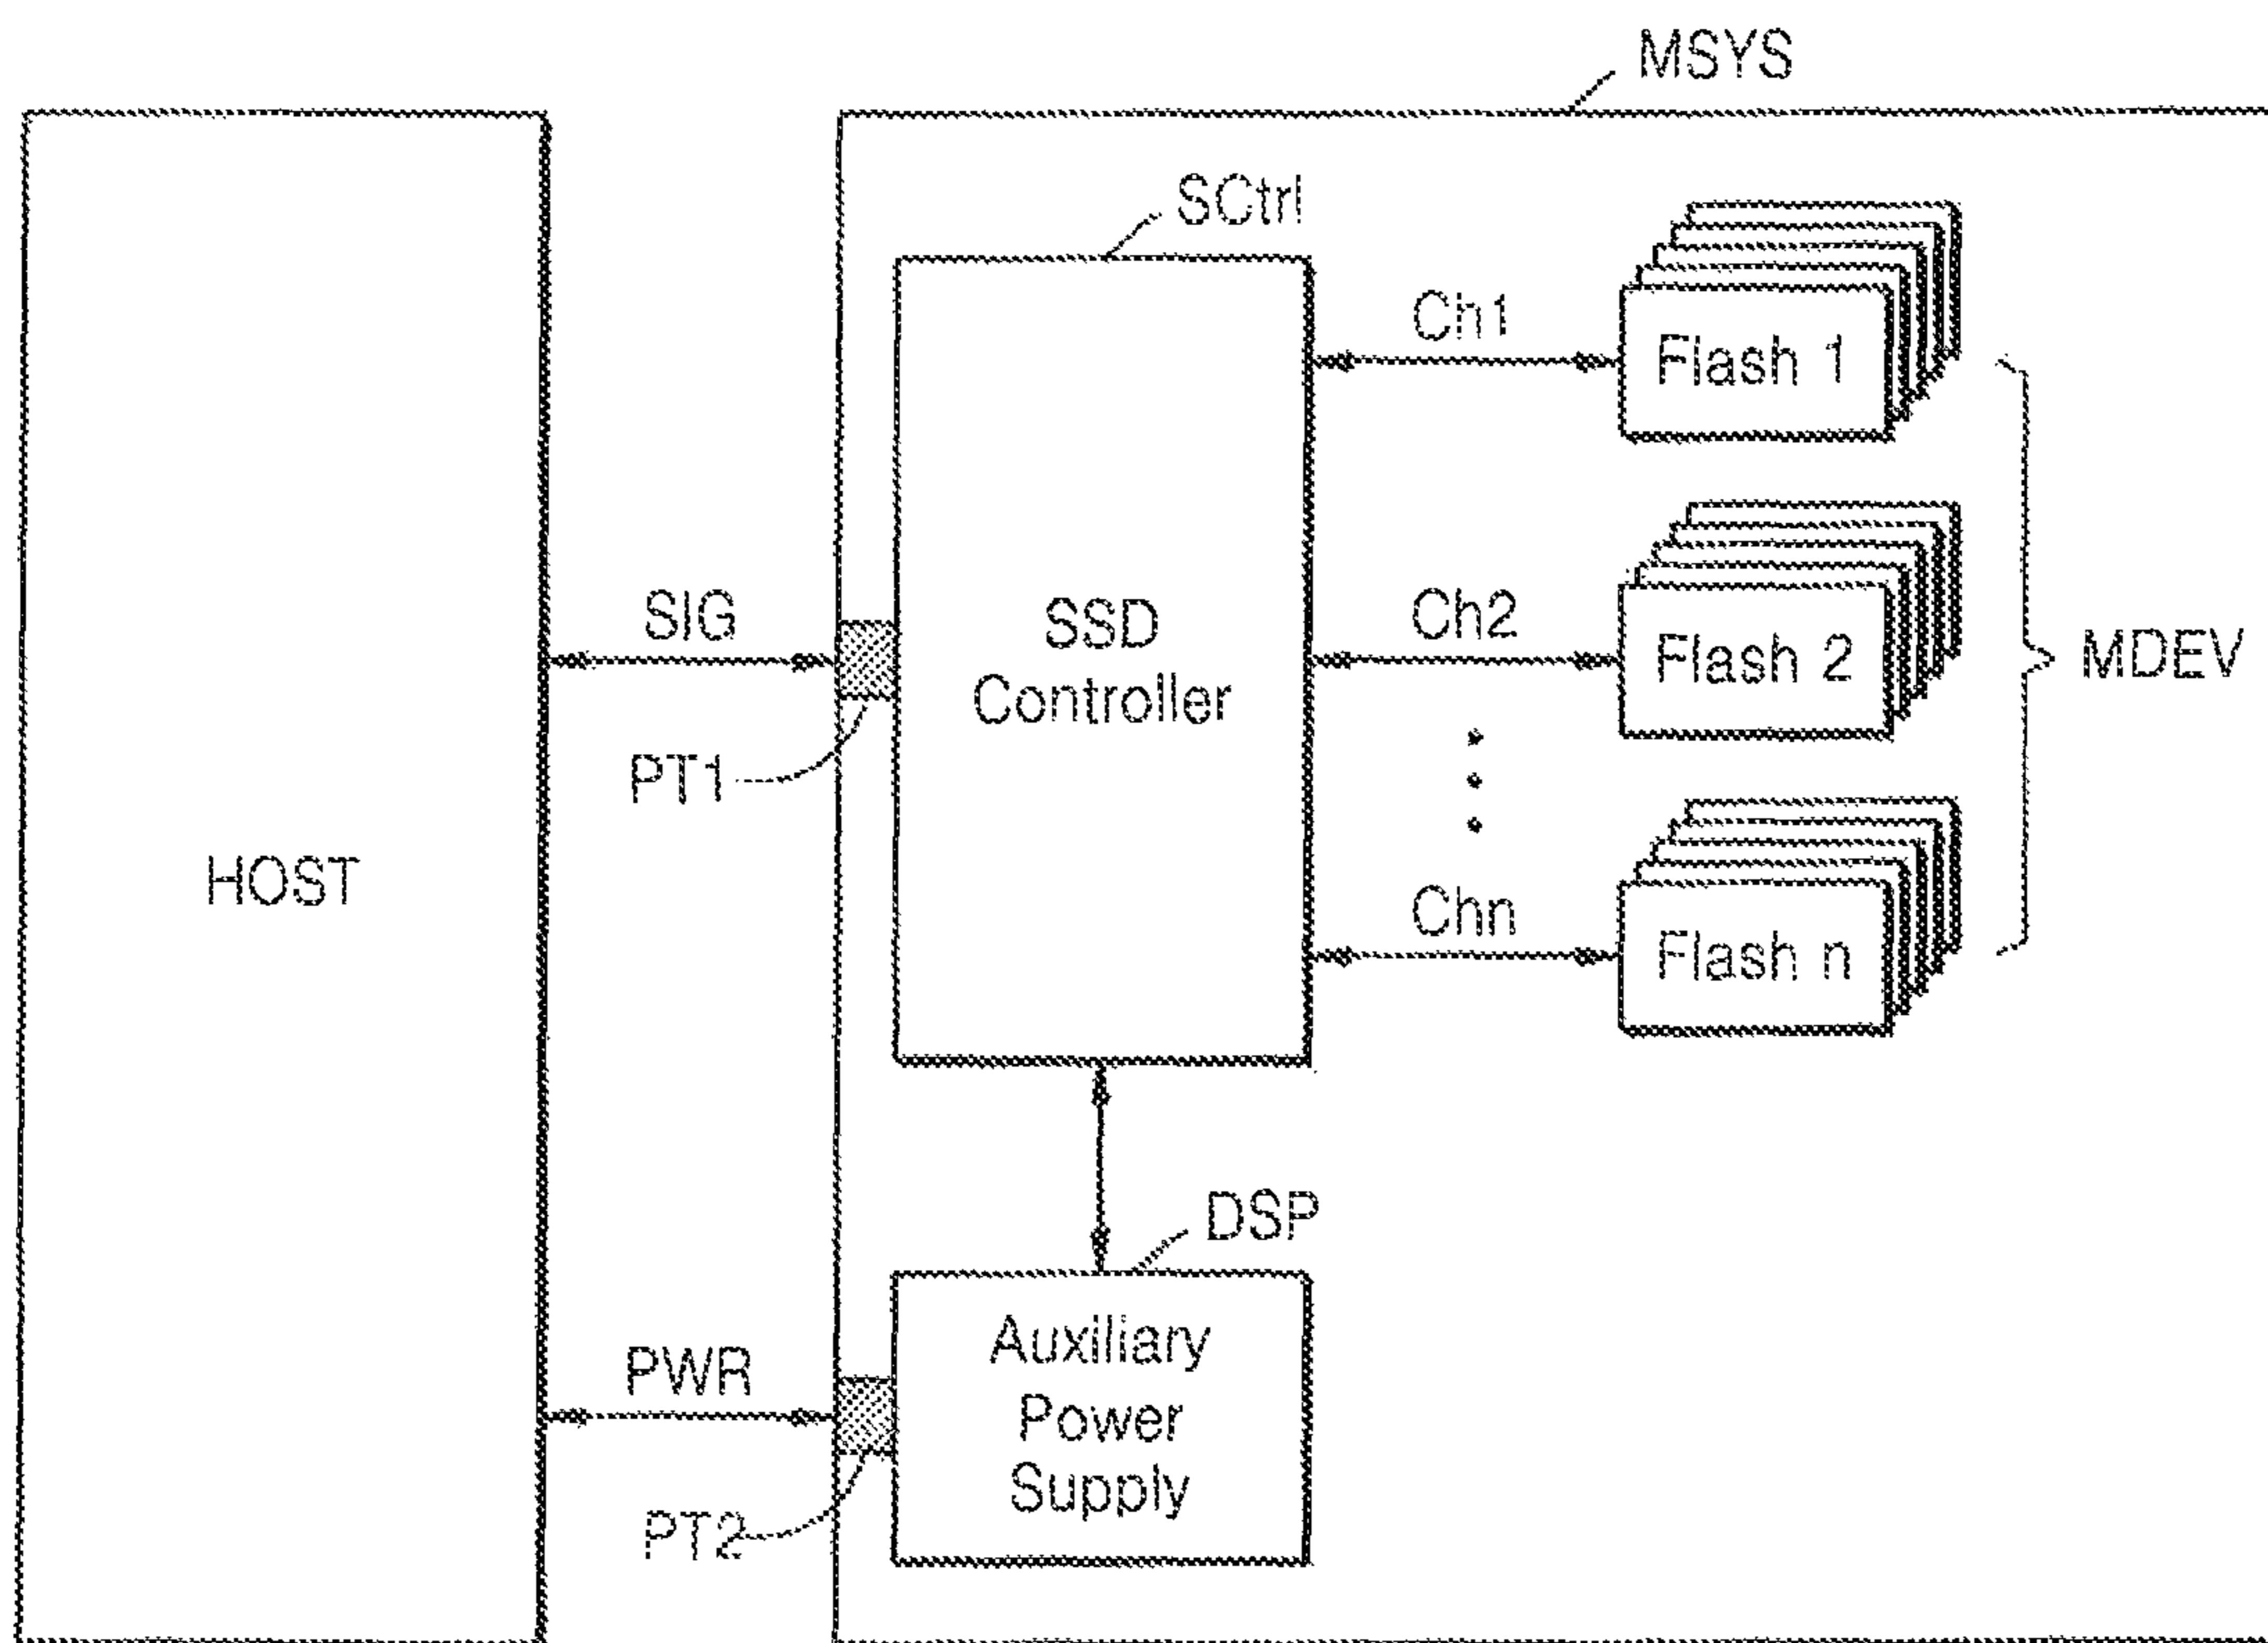 MSYS
SCtrl
Ch1
Flash 1
SIG
SSD
Controller
Ch2
Flash 2
MDEV
PT1
HOST
Chn
Flash n
DSP
PWR
Auxiliary
Power
Supply
PT2